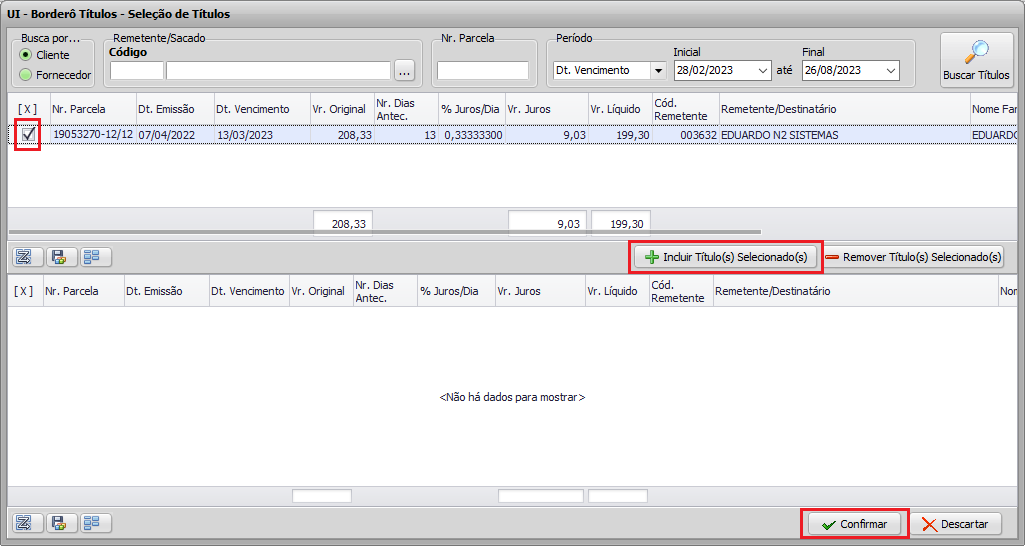 UI - Borderô Títulos - Seleção de Títulos
Busca por... Remetente/Sacado Nr. Parcela Período
Cliente Código Inicial Final
Fornecedor ... Dt. Vencimento 28/02/2023 até 26/08/2023 Buscar Títulos
[X] Nr. Parcela Dt. Emissão Dt. Vencimento Vr. Original Nr. Dias Antec. % Juros/Dia Vr. Juros Vr. Líquido Cód. Remetente Remetente/Destinatário Nome Fan
19053270-12/12 07/04/2022 13/03/2023 208,33 13 0,33333300 9,03 199,30 003632 EDUARDO N2 SISTEMAS EDUARDO
208,33 9,03 199,30
Incluir Título(s) Selecionado(s) Remover Título(s) Selecionado(s)
[X] Nr. Parcela Dt. Emissão Dt. Vencimento Vr. Original Nr. Dias Antec. % Juros/Dia Vr. Juros Vr. Líquido Cód. Remetente Remetente/Destinatário Nom
<Não há dados para mostrar>
Confirmar Descartar